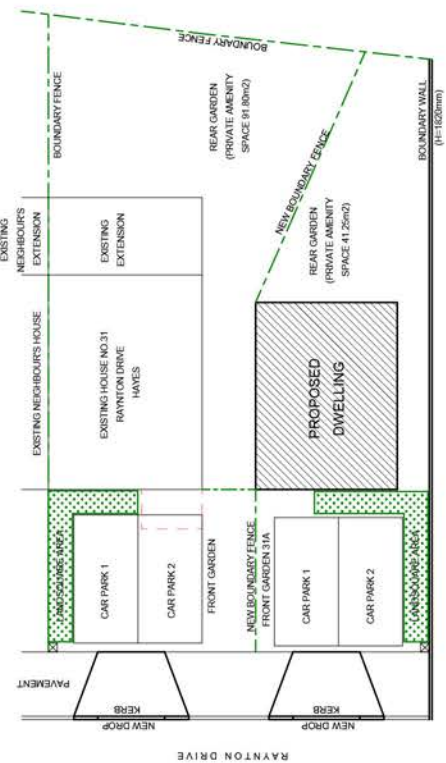 BOUNDARY FENCE
BOUNDARY FENCE
EXISTING
NEIGHBOUR'S
EXTENSION
EXISTING
EXTENSION
REAR GARDEN
(PRIVATE AMENITY
SPACE 91.80m2)
NEW BOUNDARY FENCE
REAR GARDEN
(PRIVATE AMENITY
SPACE 41.25m2)
BOUNDARY WALL
(H=1820mm)
EXISTING NEIGHBOUR'S HOUSE
EXISTING HOUSE NO.31
RAYNTON DRIVE
HAYES
PROPOSED
DWELLING
LANDSQUARE AREA
CAR PARK 1
CAR PARK 2
FRONT GARDEN
NEW BOUNDARY FENCE
FRONT GARDEN 31A
CAR PARK 1
CAR PARK 2
LANDSQUARE AREA
PAVEMENT
NEW DROP
KERB
NEW DROP
KERB
RAYNTON DRIVE